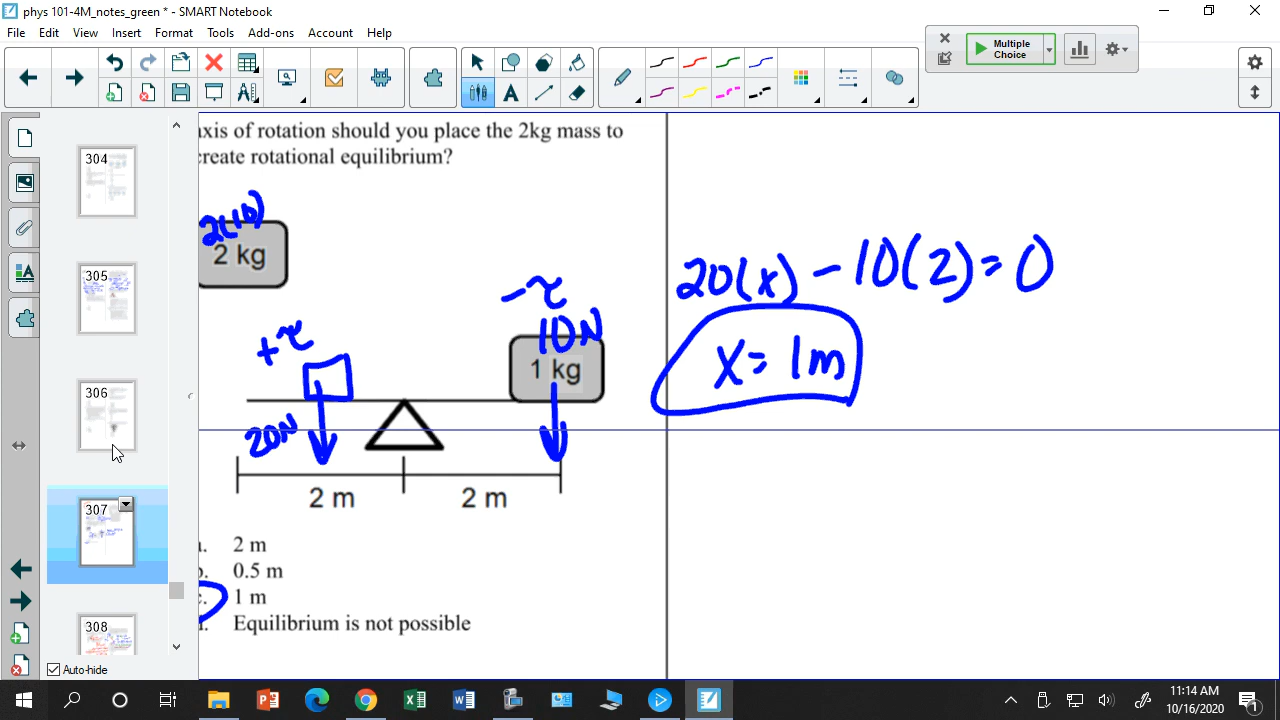 phys 101-4M_notes_green * - SMART Notebook
File Edit View Insert Format Tools Add-ons Account Help
Multiple
Choice
304
305
306
307
308
Auto-hide
axis of rotation should you place the 2kg mass to
create rotational equilibrium?
2(10)
2 kg
-τ
10N
1 kg
+τ
20N
2 m
2 m
20(x) - 10(2) = 0
x = 1m
2 m
0.5 m
c. 1 m
Equilibrium is not possible
11:14 AM
10/16/2020
1